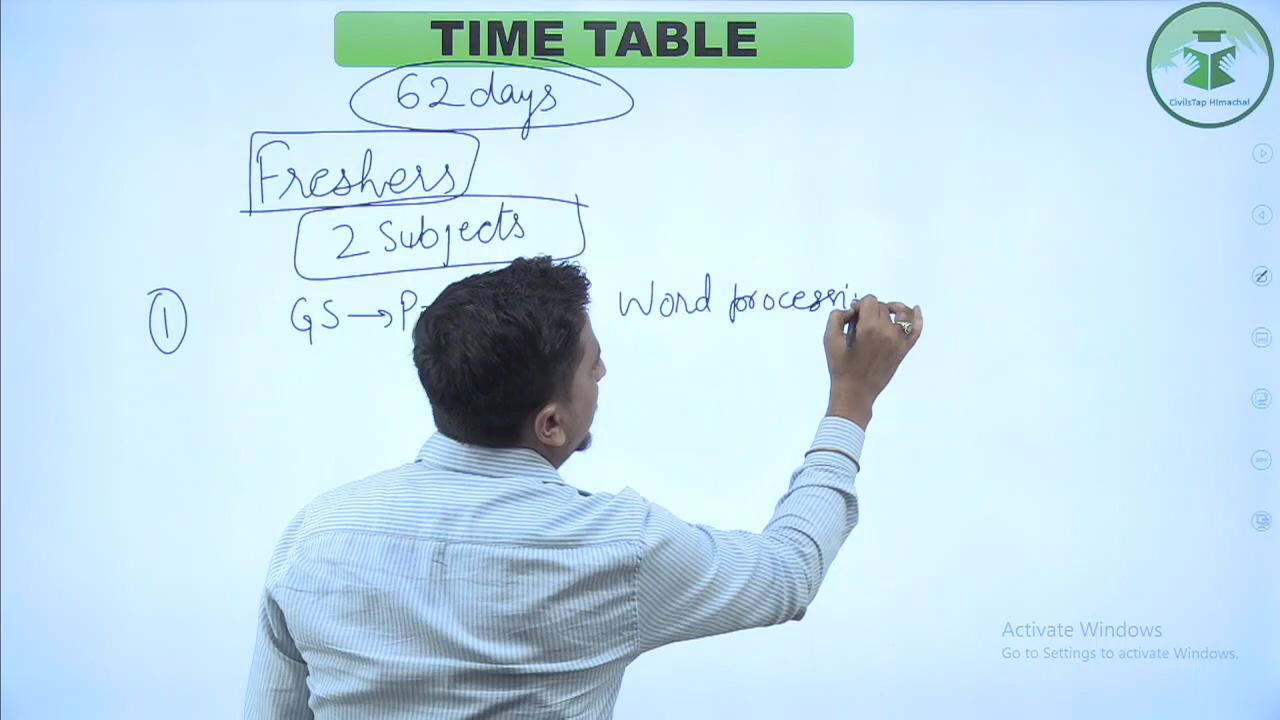 TIME TABLE
CivilsTap Himachal
62 days
Freshers
2 Subjects
① GS → Word
Activate Windows
Go to Settings to activate Windows.